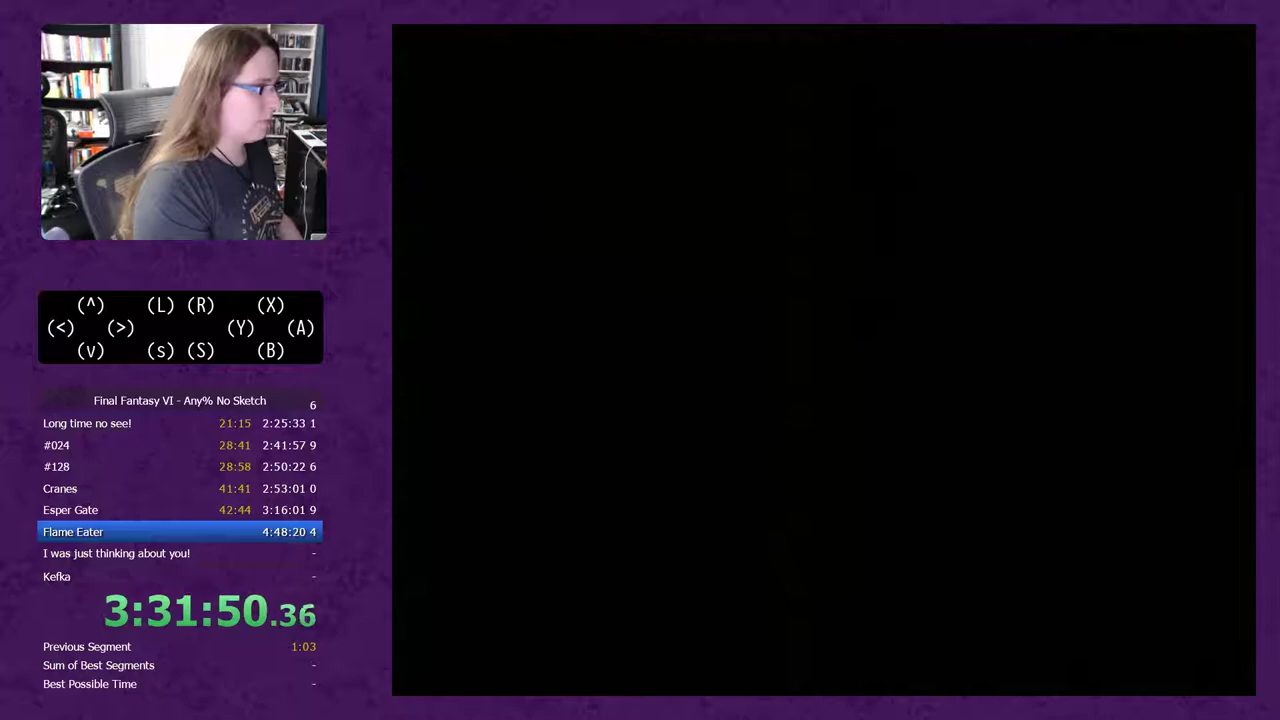 (^) (L) (R) (X)
(<) (>) (Y) (A)
(v) (s) (S) (B)
Final Fantasy VI - Any% No Sketch 6
Long time no see! 21:15 2:25:33 1
#024 28:41 2:41:57 9
#128 28:58 2:50:22 6
Cranes 41:41 2:53:01 0
Esper Gate 42:44 3:16:01 9
Flame Eater 4:48:20 4
I was just thinking about you! -
Kefka -
3:31:50.36
Previous Segment 1:03
Sum of Best Segments -
Best Possible Time -